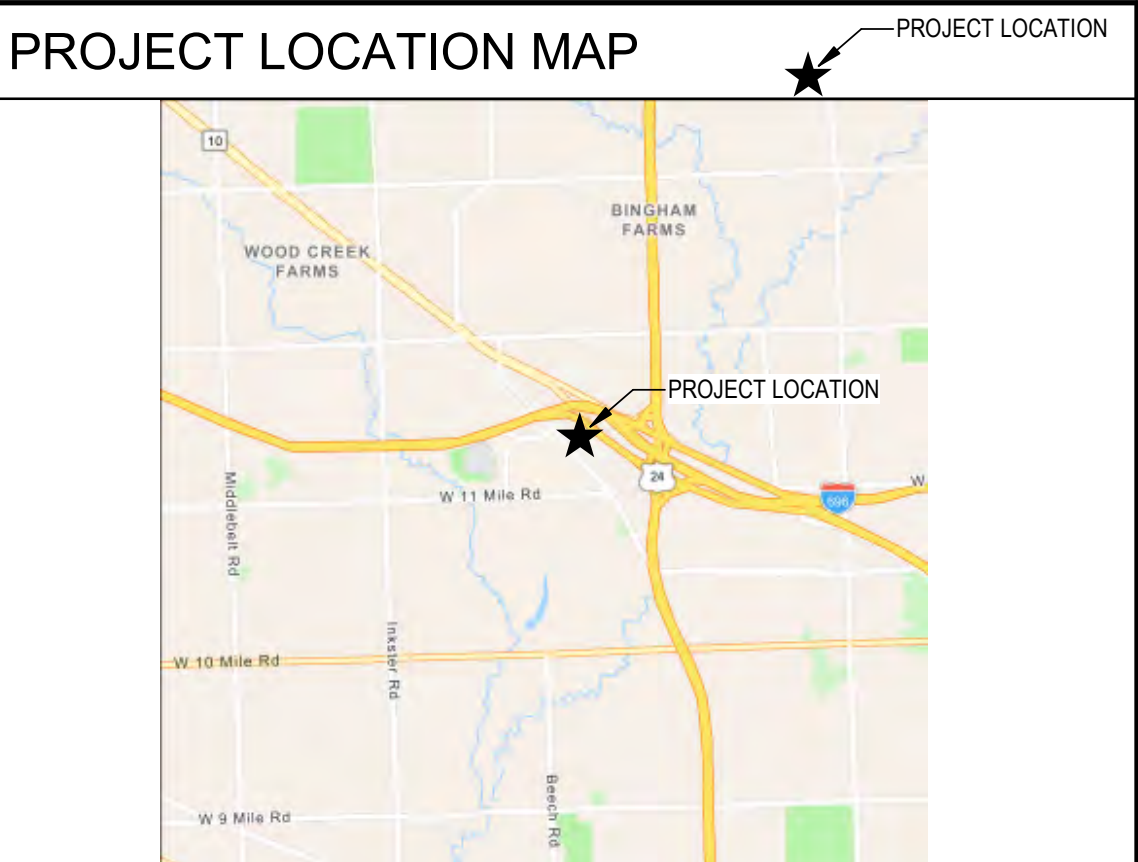 PROJECT LOCATION MAP
PROJECT LOCATION
10
BINGHAM
FARMS
WOOD CREEK
FARMS
PROJECT LOCATION
24
W 11 Mile Rd
696
W
Middlebelt Rd
Inkster Rd
W 10 Mile Rd
Beech Rd
W 9 Mile Rd